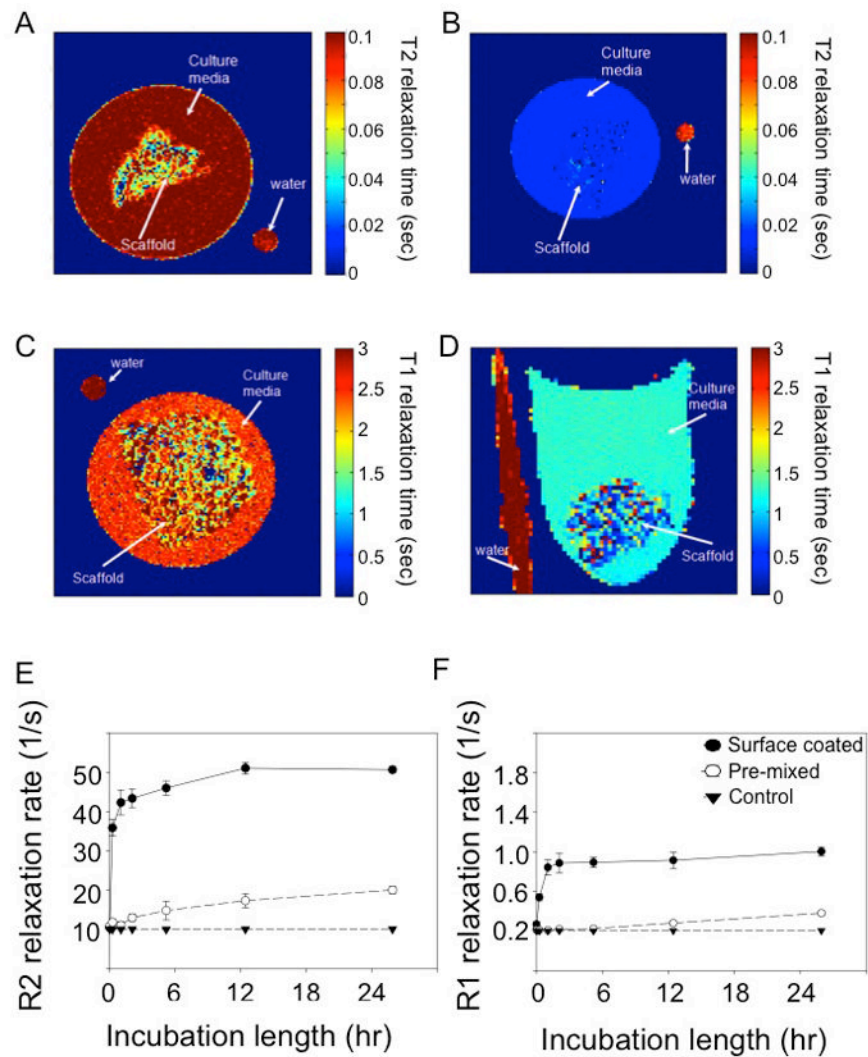 A
Culture
media
Scaffold
water
0.1
0.08
0.06
0.04
0.02
0
T2 relaxation time (sec)
B
Culture
media
Scaffold
water
0.1
0.08
0.06
0.04
0.02
0
T2 relaxation time (sec)
C
water
Culture
media
Scaffold
3
2.5
2
1.5
1
0.5
0
T1 relaxation time (sec)
D
Culture
media
Scaffold
water
3
2.5
2
1.5
1
0.5
0
T1 relaxation time (sec)
E
R2 relaxation rate (1/s)
50
40
30
20
10
0 6 12 18 24
Incubation length (hr)
F
R1 relaxation rate (1/s)
1.8
1.4
1.0
0.6
0.2
0 6 12 18 24
Incubation length (hr)
Surface coated
Pre-mixed
Control